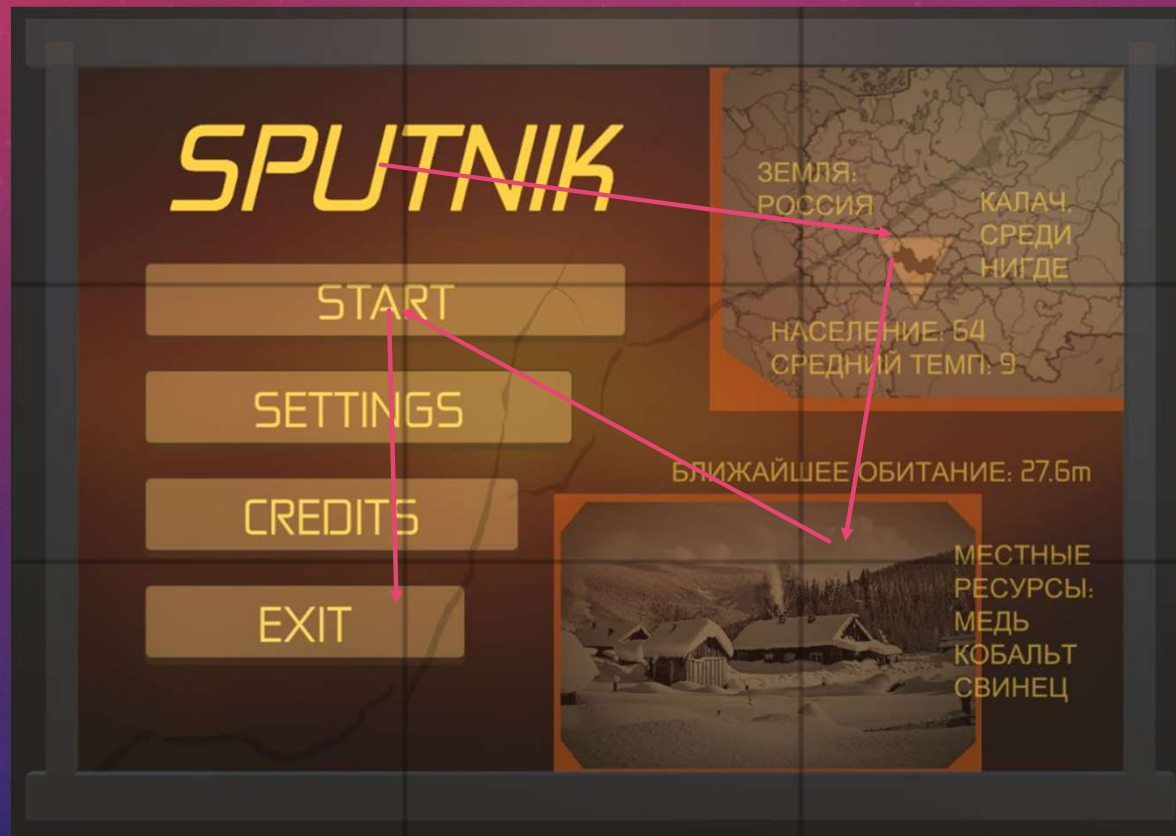 SPUTNIK
START
SETTINGS
CREDITS
EXIT
ЗЕМЛЯ:
РОССИЯ
КАЛАЧ,
СРЕДИ
НИГДЕ
НАСЕЛЕНИЕ: 64
СРЕДНИЙ ТЕМП: 9
БЛИЖАЙШЕЕ ОБИТАНИЕ: 27.6m
МЕСТНЫЕ
РЕСУРСЫ:
МЕДЬ
КОБАЛЬТ
СВИНЕЦ